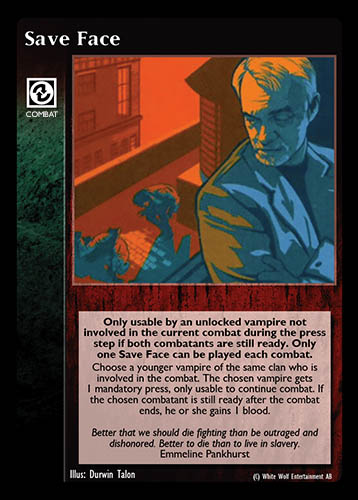 Save Face
COMBAT
Only usable by an unlocked vampire not
involved in the current combat during the press
step if both combatants are still ready. Only
one Save Face can be played each combat.
Choose a younger vampire of the same clan who is
involved in the combat. The chosen vampire gets
1 mandatory press, only usable to continue combat. If
the chosen combatant is still ready after the combat
ends, he or she gains 1 blood.
Better that we should die fighting than be outraged and
dishonored. Better to die than to live in slavery.
Emmeline Pankhurst
Illus: Durwin Talon
(C) White Wolf Entertainment AB